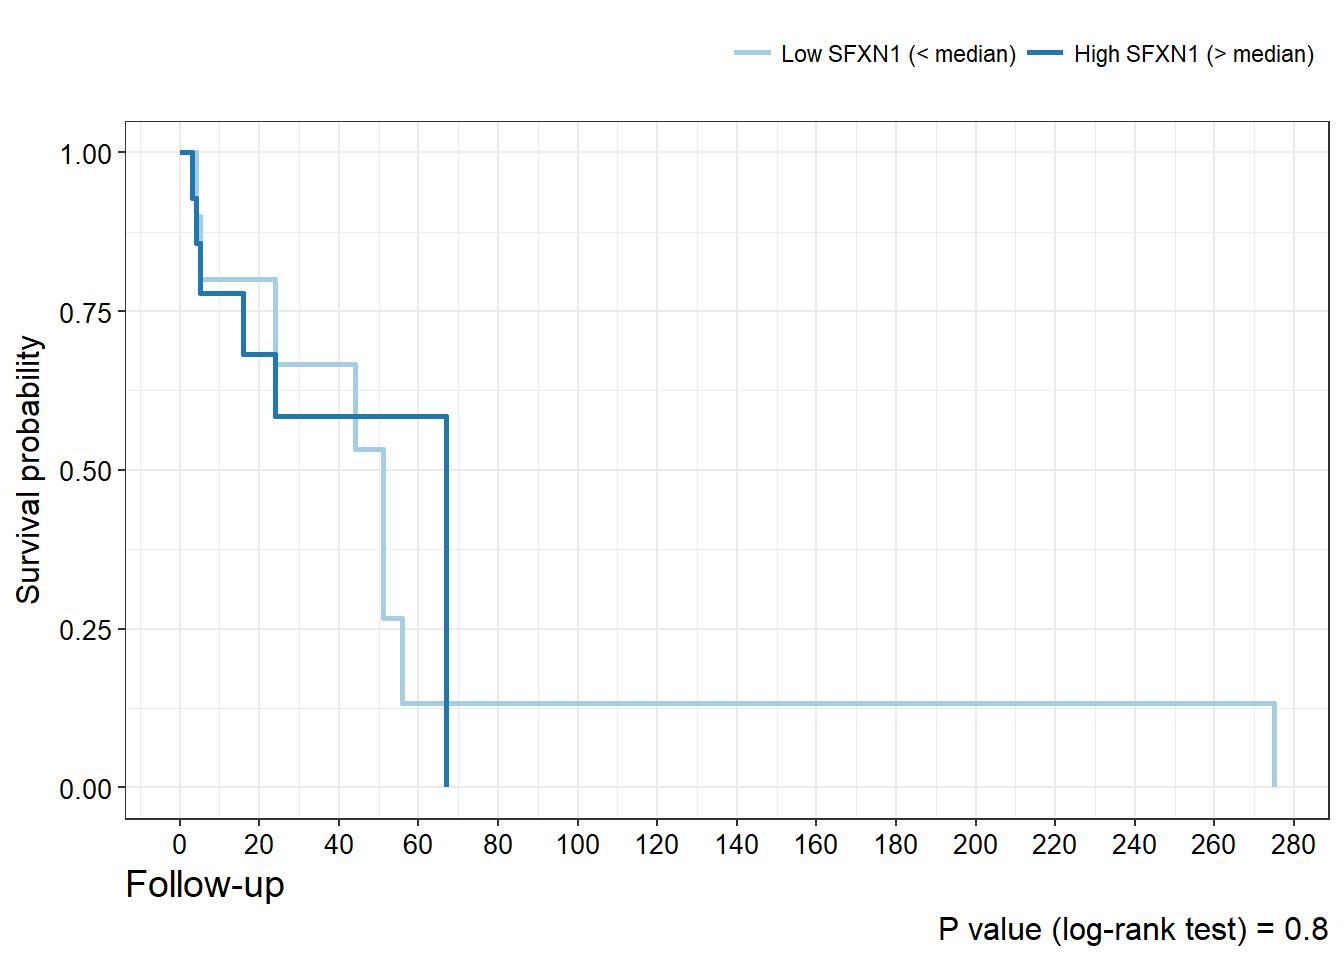 Low SFXN1 (< median) High SFXN1 (> median)
1.00
0.75
0.50
0.25
0.00
Survival probability
0 20 40 60 80 100 120 140 160 180 200 220 240 260 280
Follow-up
P value (log-rank test) = 0.8